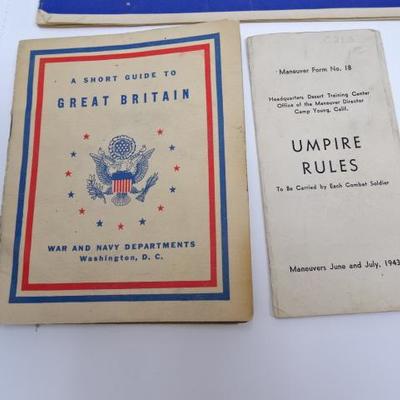 A SHORT GUIDE TO
GREAT BRITAIN
WAR AND NAVY DEPARTMENTS
Washington, D. C.
Maneuver Form No. 18
Headquarters Desert Training Center
Office of the Maneuver Director
Camp Young, Calif.
UMPIRE
RULES
To Be Carried by Each Combat Soldier
Maneuvers June and July, 1943